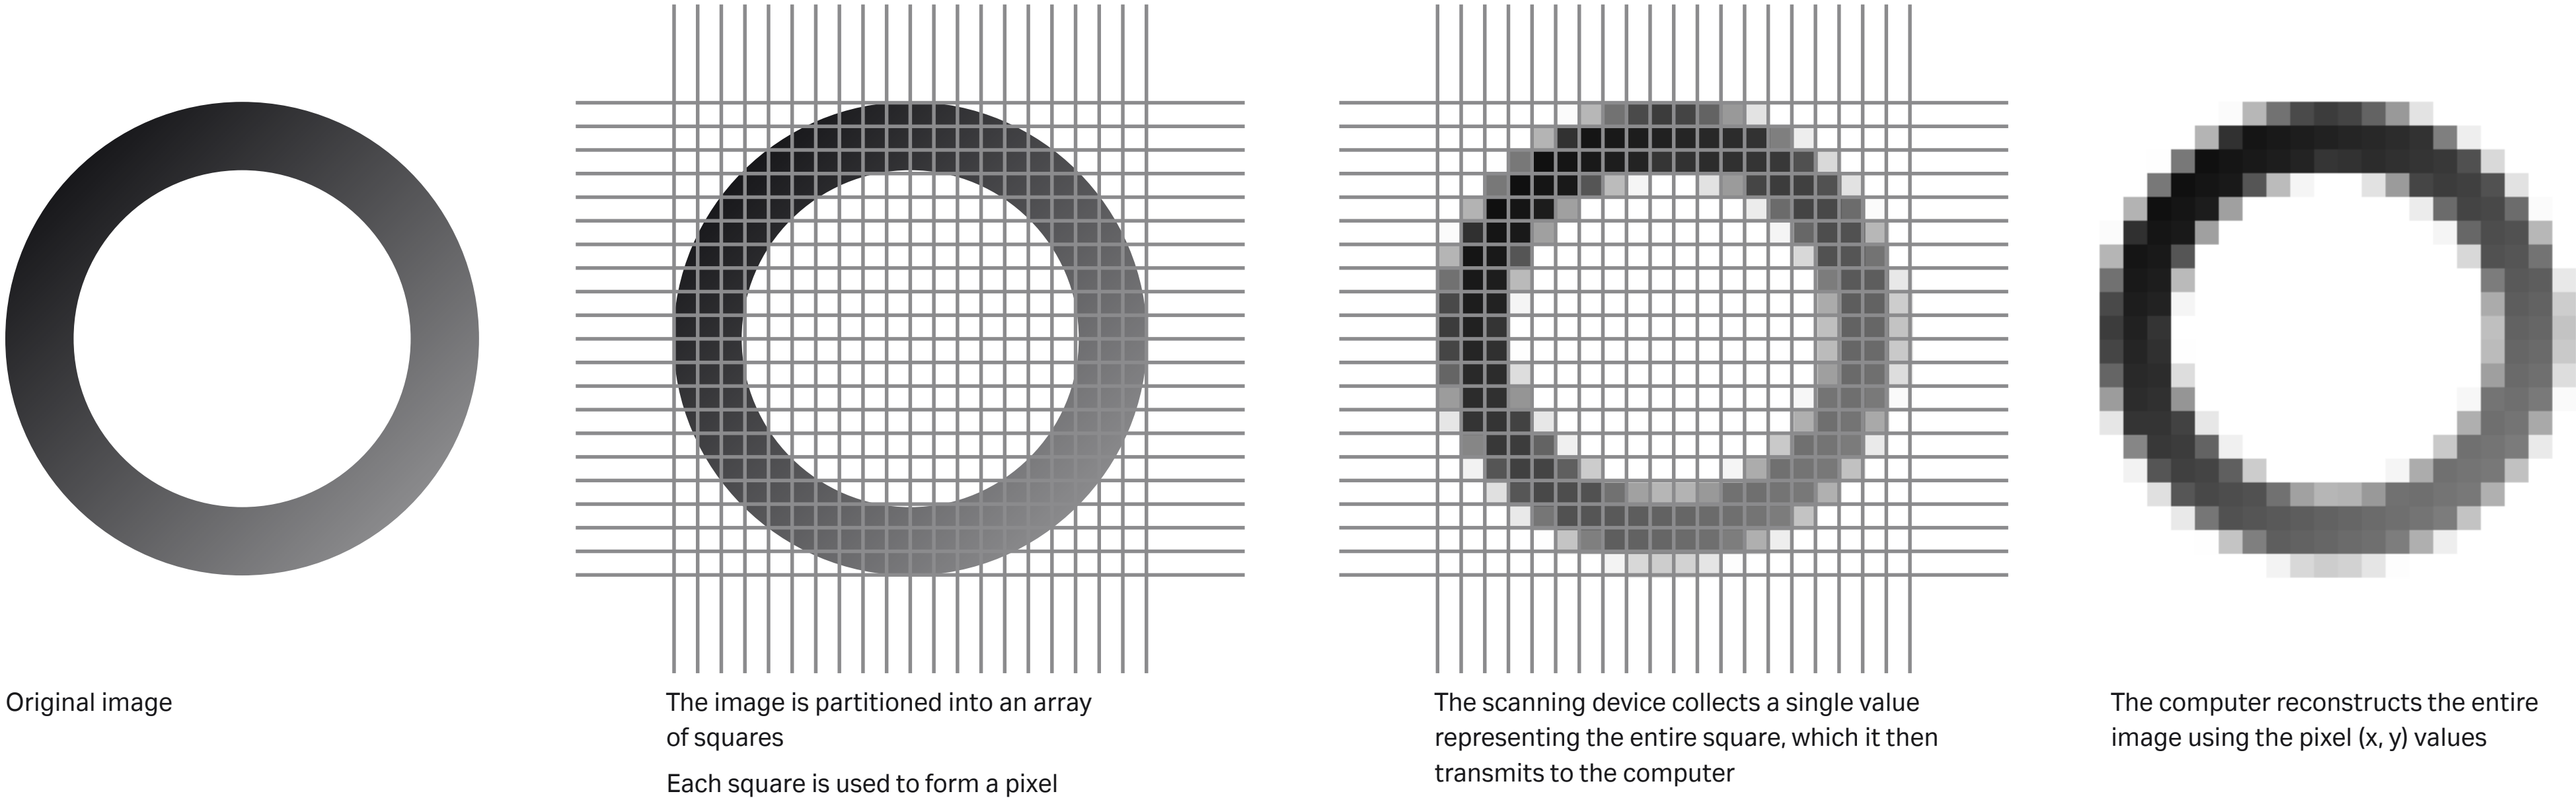 Original image
The image is partitioned into an array
of squares
Each square is used to form a pixel
The scanning device collects a single value
representing the entire square, which it then
transmits to the computer
The computer reconstructs the entire
image using the pixel (x, y) values